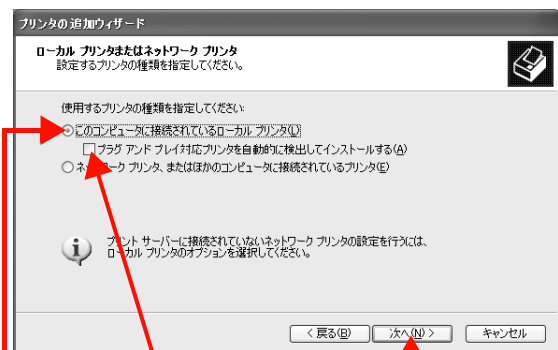 プリンタの追加ウィザード
ローカル プリンタまたはネットワーク プリンタ
設定するプリンタの種類を指定してください。
使用するプリンタの種類を指定してください:
このコンピュータに接続されているローカル プリンタ(L)
プラグ アンド プレイ対応プリンタを自動的に検出してインストールする(A)
ネットワーク プリンタ、またはほかのコンピュータに接続されているプリンタ(E)
プリント サーバーに接続されていないネットワーク プリンタの設定を行うには、
ローカル プリンタのオプションを選択してください。
< 戻る(B)
次へ(N) >
キャンセル